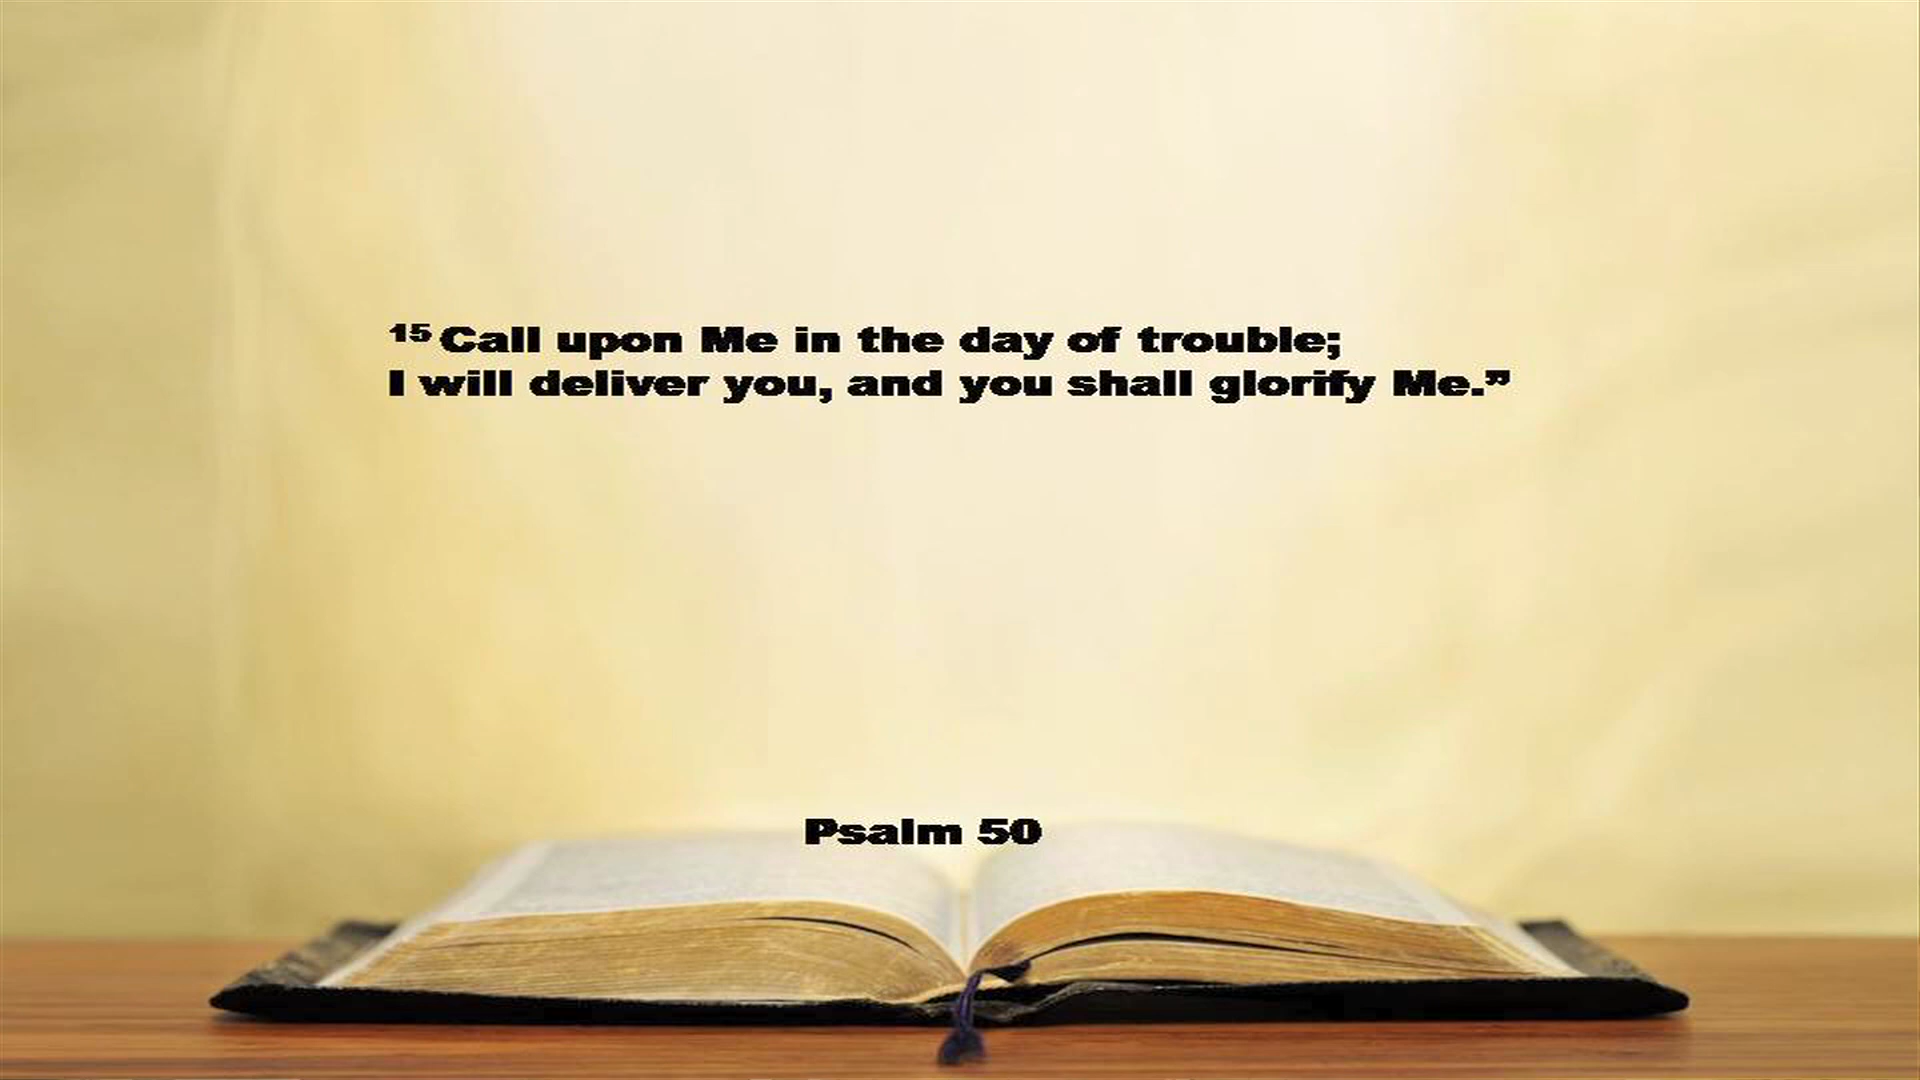 15 Call upon Me in the day of trouble;
I will deliver you, and you shall glorify Me.”
Psalm 50